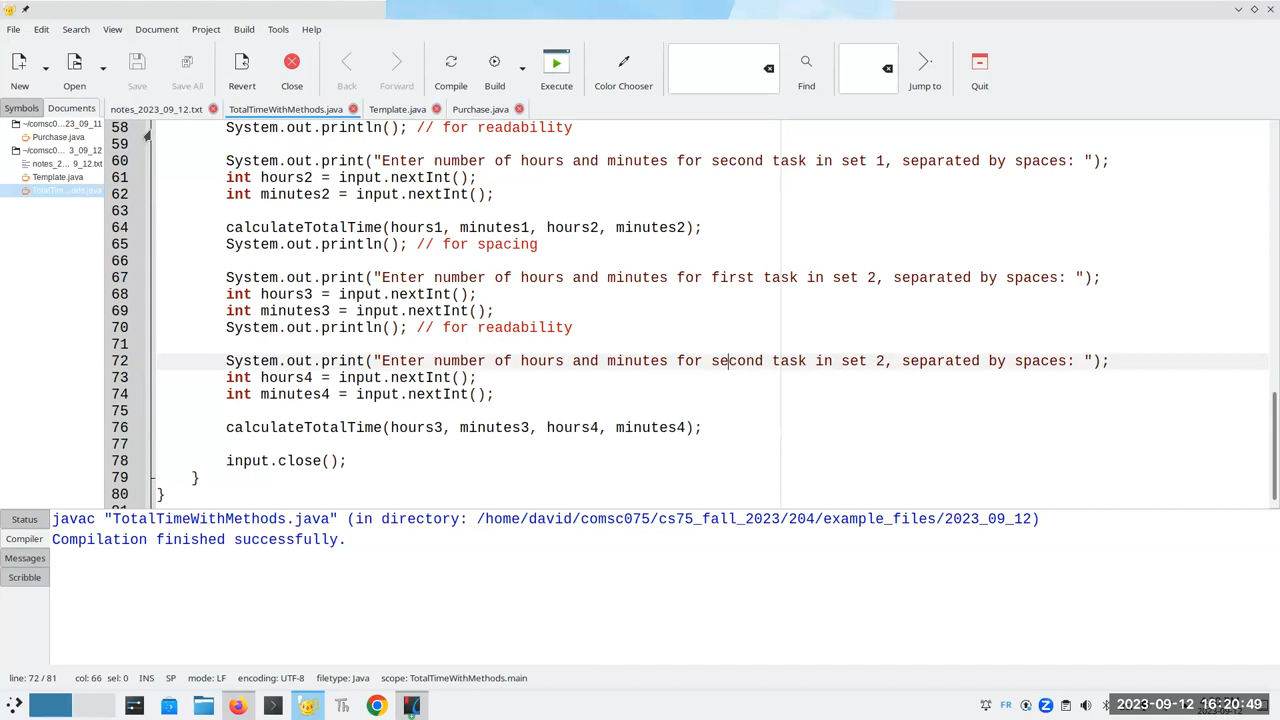 File Edit Search View Document Project Build Tools Help
New Open Save Save All Revert Close Back Forward Compile Build Execute Color Chooser Find Jump to Quit
Symbols Documents notes_2023_09_12.txt TotalTimeWithMethods.java Template.java Purchase.java
~/comsc0...23_09_11
Purchase.java
~/comsc0... 3_09_12
notes_2...9_12.txt
Template.java
TotalTim...ods.java
58 System.out.println(); // for readability
59
60 System.out.print("Enter number of hours and minutes for second task in set 1, separated by spaces: ");
61 int hours2 = input.nextInt();
62 int minutes2 = input.nextInt();
63
64 calculateTotalTime(hours1, minutes1, hours2, minutes2);
65 System.out.println(); // for spacing
66
67 System.out.print("Enter number of hours and minutes for first task in set 2, separated by spaces: ");
68 int hours3 = input.nextInt();
69 int minutes3 = input.nextInt();
70 System.out.println(); // for readability
71
72 System.out.print("Enter number of hours and minutes for second task in set 2, separated by spaces: ");
73 int hours4 = input.nextInt();
74 int minutes4 = input.nextInt();
75
76 calculateTotalTime(hours3, minutes3, hours4, minutes4);
77
78 input.close();
79 }
80 }
Status
Compiler
Messages
Scribble
javac "TotalTimeWithMethods.java" (in directory: /home/david/comsc075/cs75_fall_2023/204/example_files/2023_09_12)
Compilation finished successfully.
line: 72 / 81 col: 66 sel: 0 INS SP mode: LF encoding: UTF-8 filetype: Java scope: TotalTimeWithMethods.main
FR 2023-09-12 16:20:49